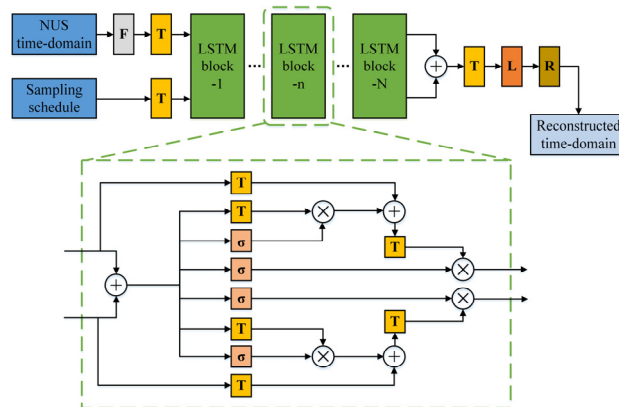 NUS
time-domain
F
T
LSTM
block
-1
...
LSTM
block
-n
...
LSTM
block
-N
+
T
L
R
Sampling
schedule
T
Reconstructed
time-domain
T
T
×
+
σ
T
σ
×
+
σ
×
T
T
σ
×
+
T